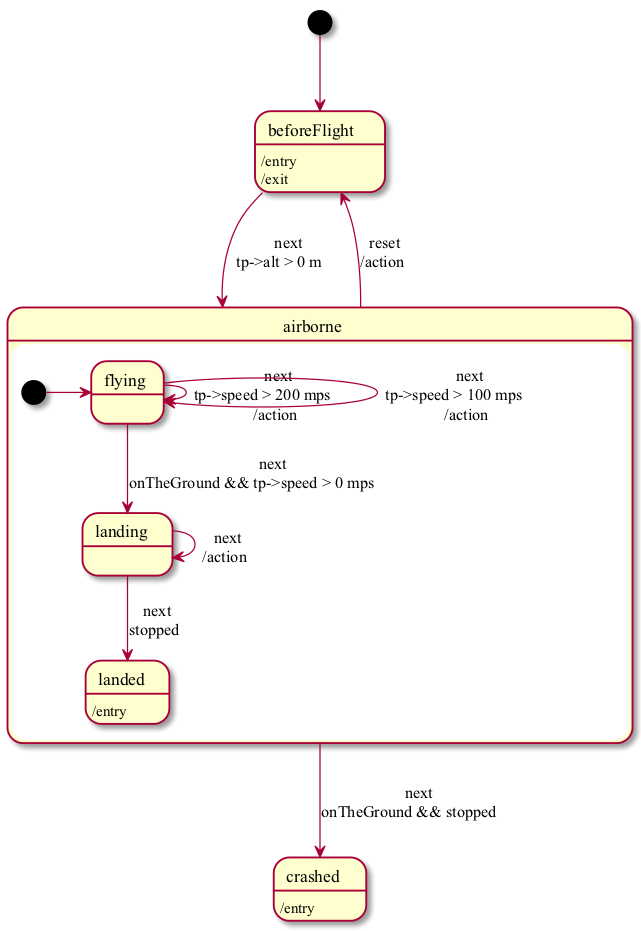 beforeFlight
/entry
/exit
next
tp->alt > 0 m
reset
/action
airborne
flying
next
tp->speed > 200 mps
/action
next
tp->speed > 100 mps
/action
next
onTheGround && tp->speed > 0 mps
landing
next
/action
next
stopped
landed
/entry
next
onTheGround && stopped
crashed
/entry